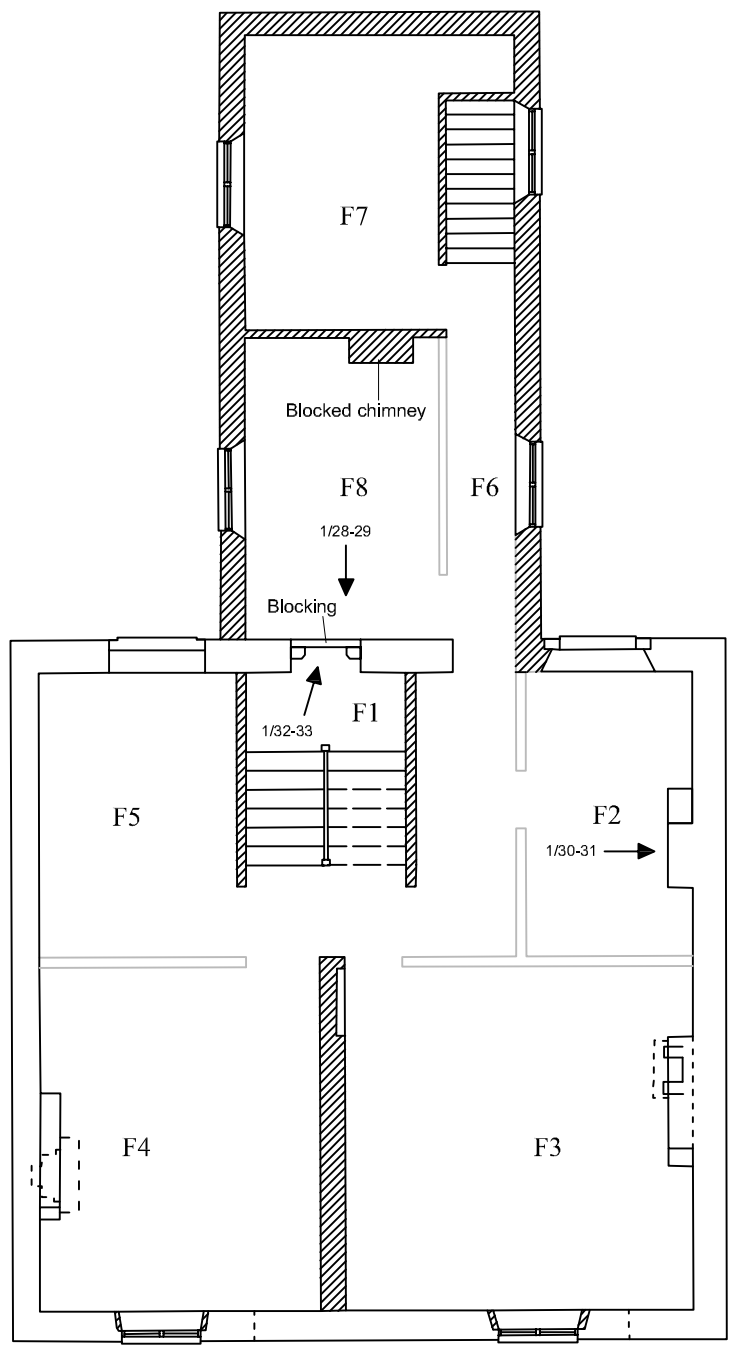 F7
Blocked chimney
F8
F6
1/28-29
Blocking
F1
1/32-33
F5
F2
1/30-31
F4
F3